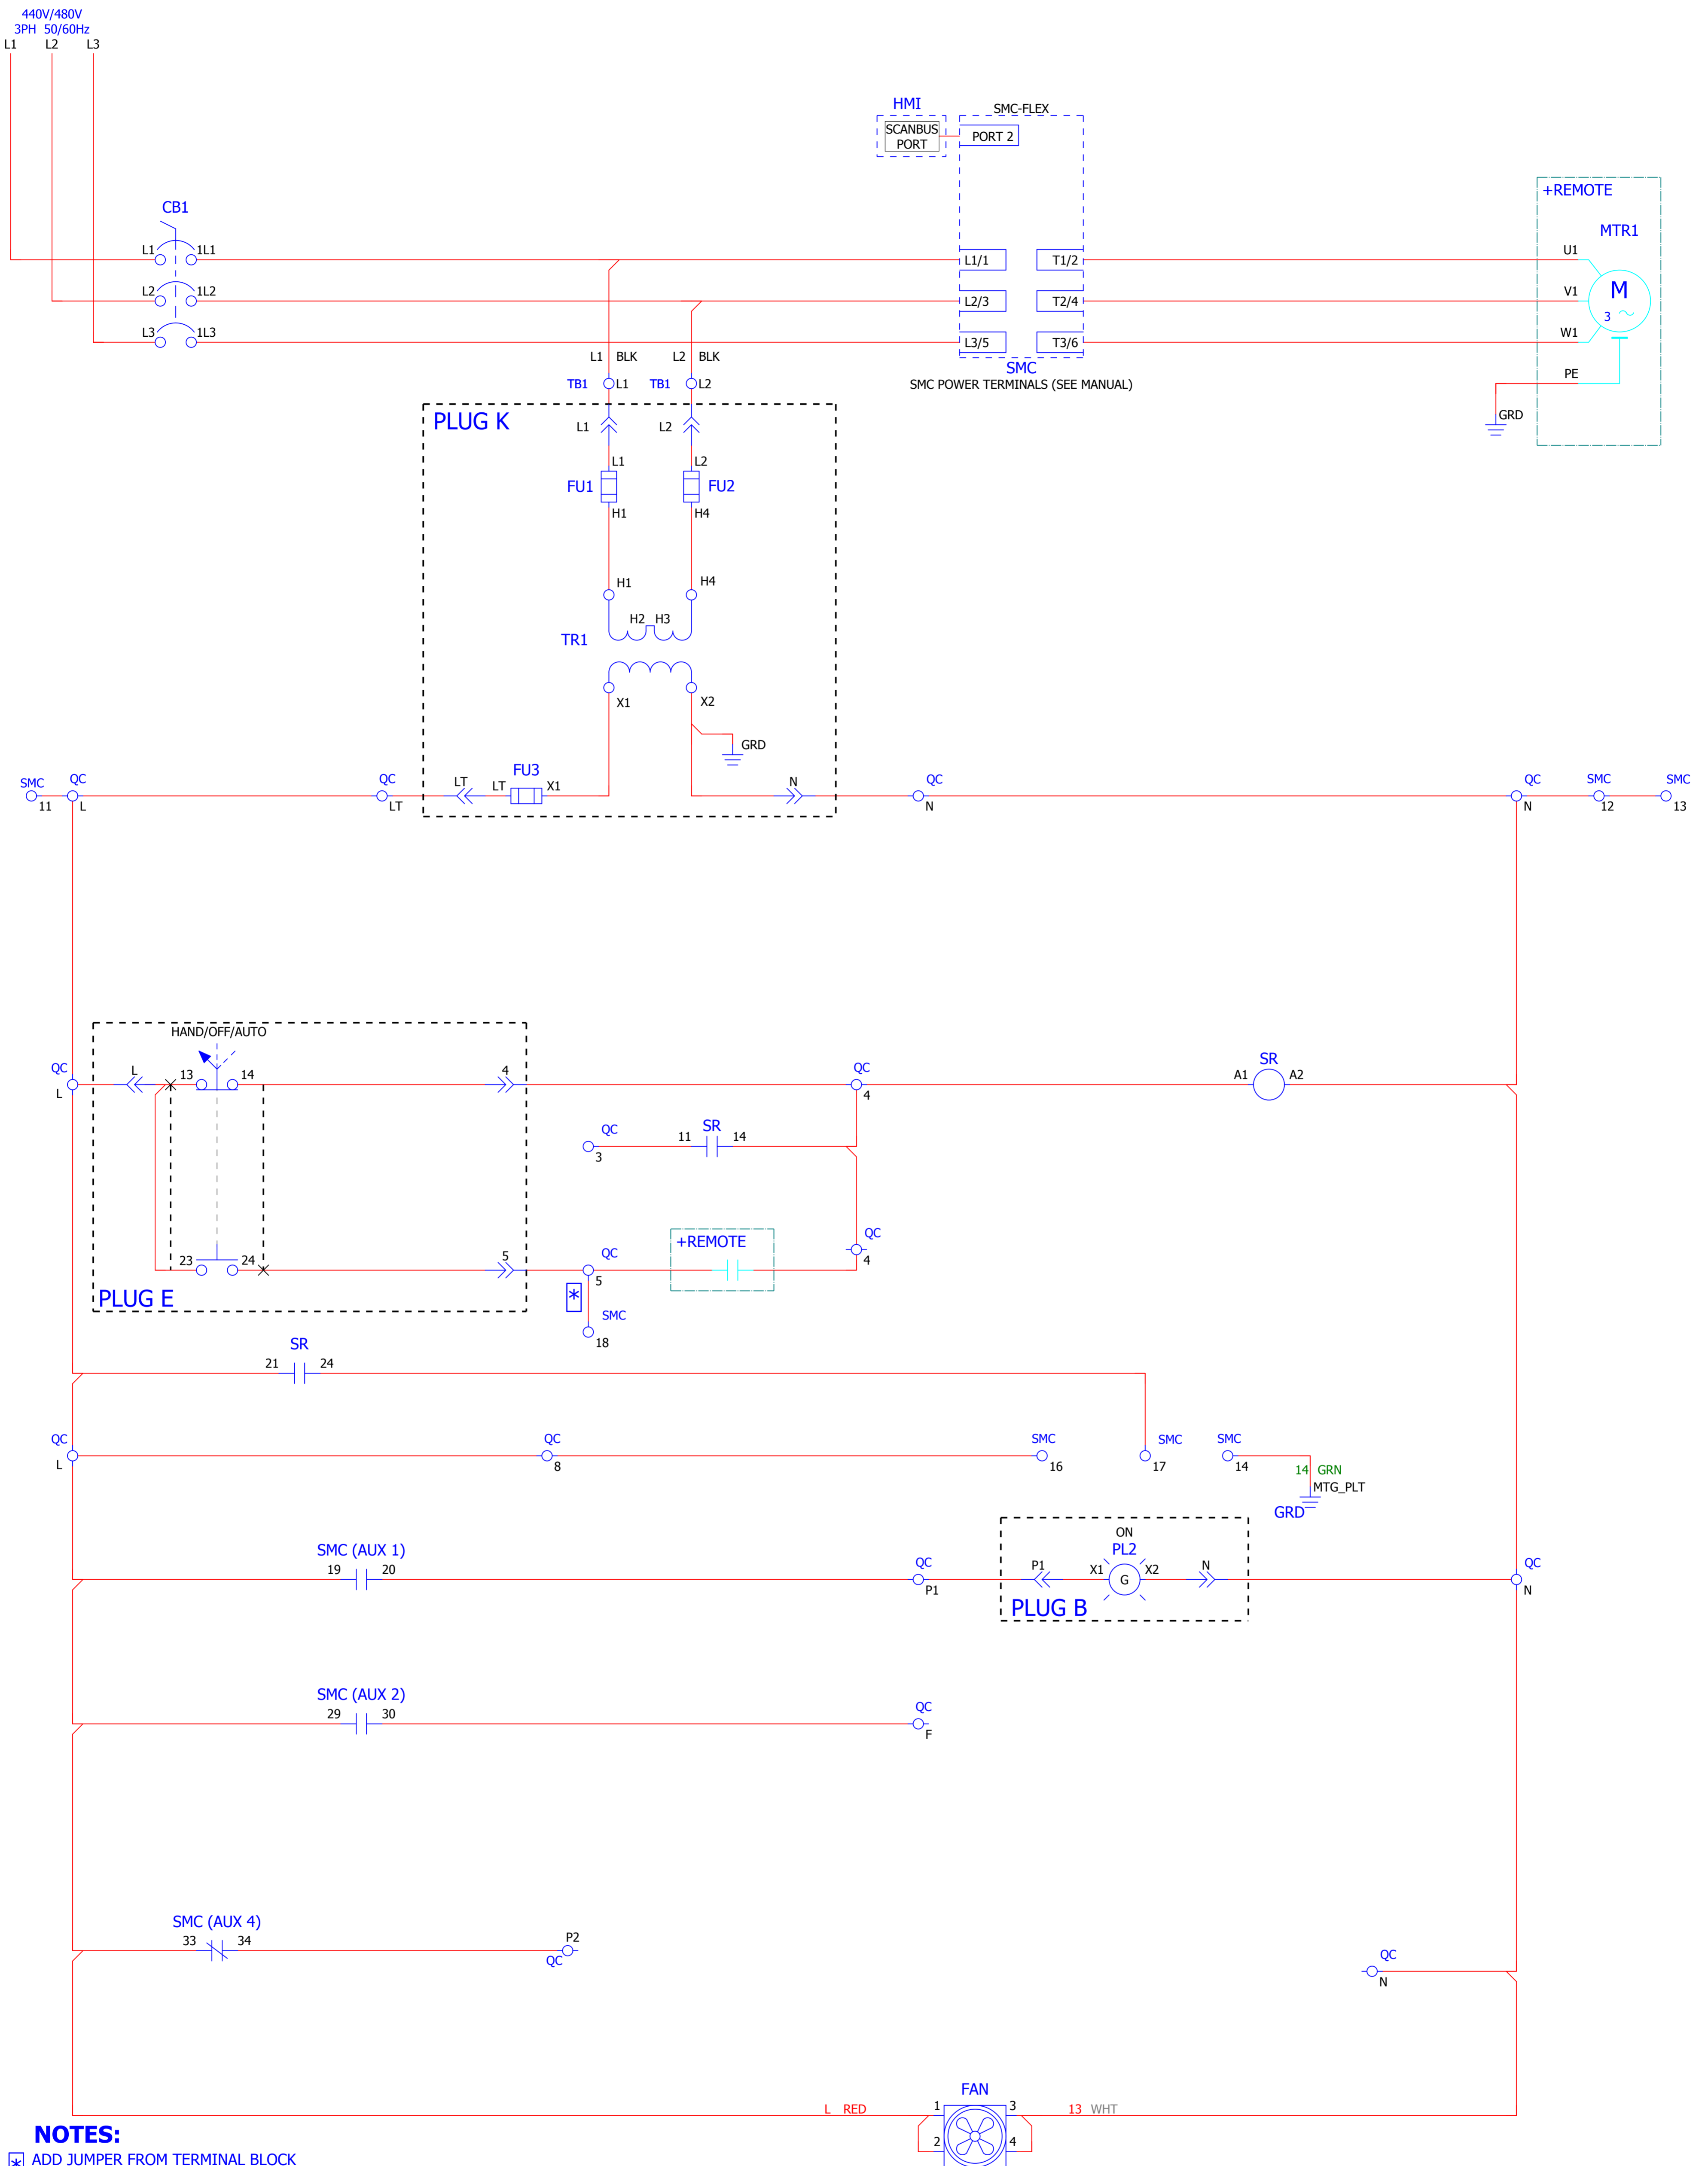 440V/480V
3PH 50/60Hz
L1 L2 L3
HMI
SMC-FLEX
SCANBUS
PORT
PORT 2
+REMOTE
CB1
MTR1
L1 1L1
L1/1 T1/2
U1
L2 1L2
L2/3 T2/4
V1
M
3
L3 1L3
L3/5 T3/6
W1
L1 BLK L2 BLK
SMC
SMC POWER TERMINALS (SEE MANUAL)
TB1 L1 TB1 L2
PE
GRD
PLUG K
L1 L2
L1 L2
FU1 FU2
H1 H4
H1 H4
H2 H3
TR1
X1 X2
GRD
SMC QC QC
11 L LT
LT LT FU3 X1
N
QC
N
QC SMC SMC
N 12 13
HAND/OFF/AUTO
QC
L
L
13 14
4
QC
4
SR
A1 A2
QC
3
11 SR 14
+REMOTE
QC
4
23 24
5
QC
5
*
SMC
18
PLUG E
SR
21 24
QC
L
QC
8
SMC
16
SMC
17
SMC
14
14 GRN
MTG_PLT
GRD
SMC (AUX 1)
19 20
QC
P1
ON
PL2
P1 X1 G X2 N
PLUG B
QC
N
SMC (AUX 2)
29 30
QC
F
SMC (AUX 4)
33 34
P2
QC
QC
N
FAN
L RED
1 3
2 4
13 WHT
NOTES:
* ADD JUMPER FROM TERMINAL BLOCK